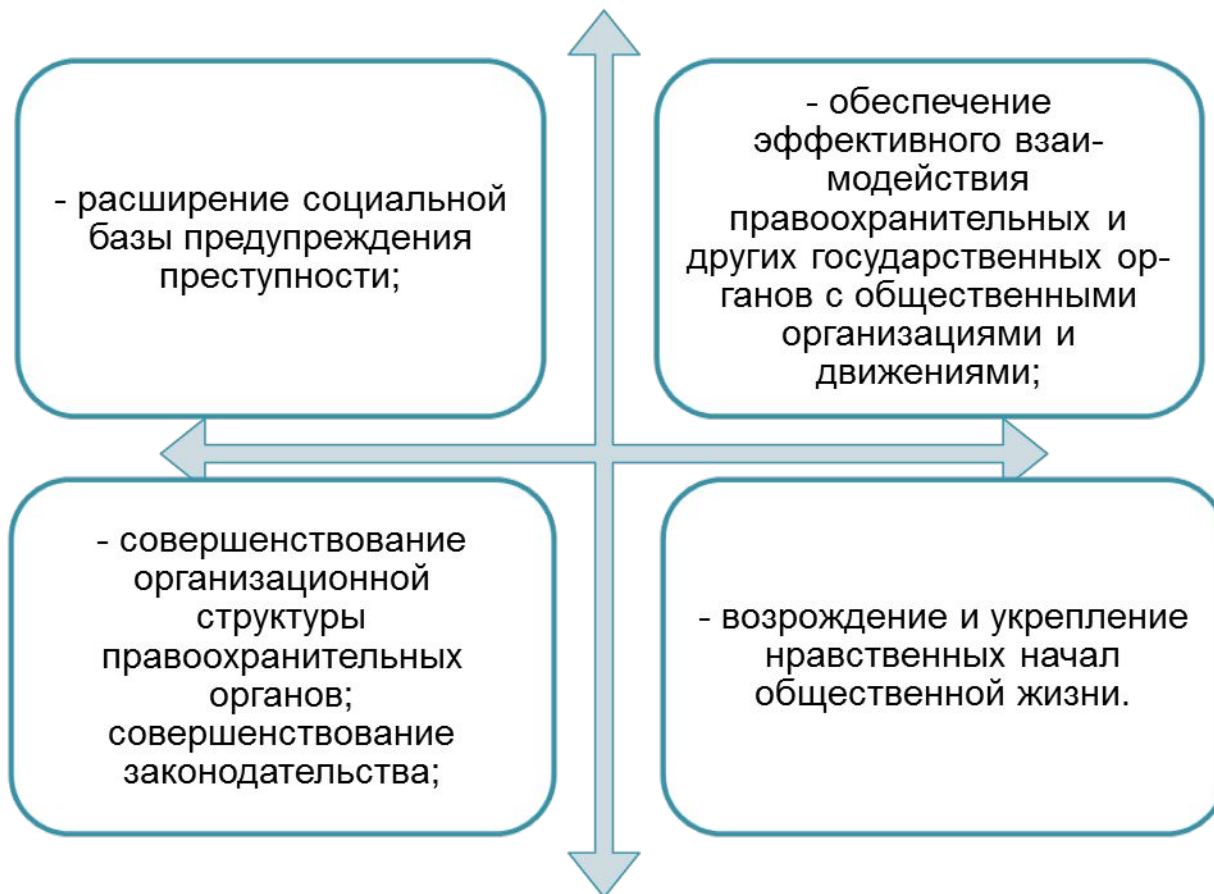 - расширение социальной
базы предупреждения
преступности;
- обеспечение
эффективного взаи-
модействия
правоохранительных и
других государственных ор-
ганов с общественными
организациями и
движениями;
- совершенствование
организационной
структуры
правоохранительных
органов;
совершенствование
законодательства;
- возрождение и укрепление
нравственных начал
общественной жизни.